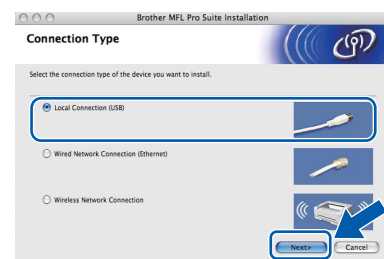 Brother MFL Pro Suite Installation
Connection Type
Select the connection type of the device you want to install.
Local Connection (USB)
Wired Network Connection (Ethernet)
Wireless Network Connection
Next>
Cancel